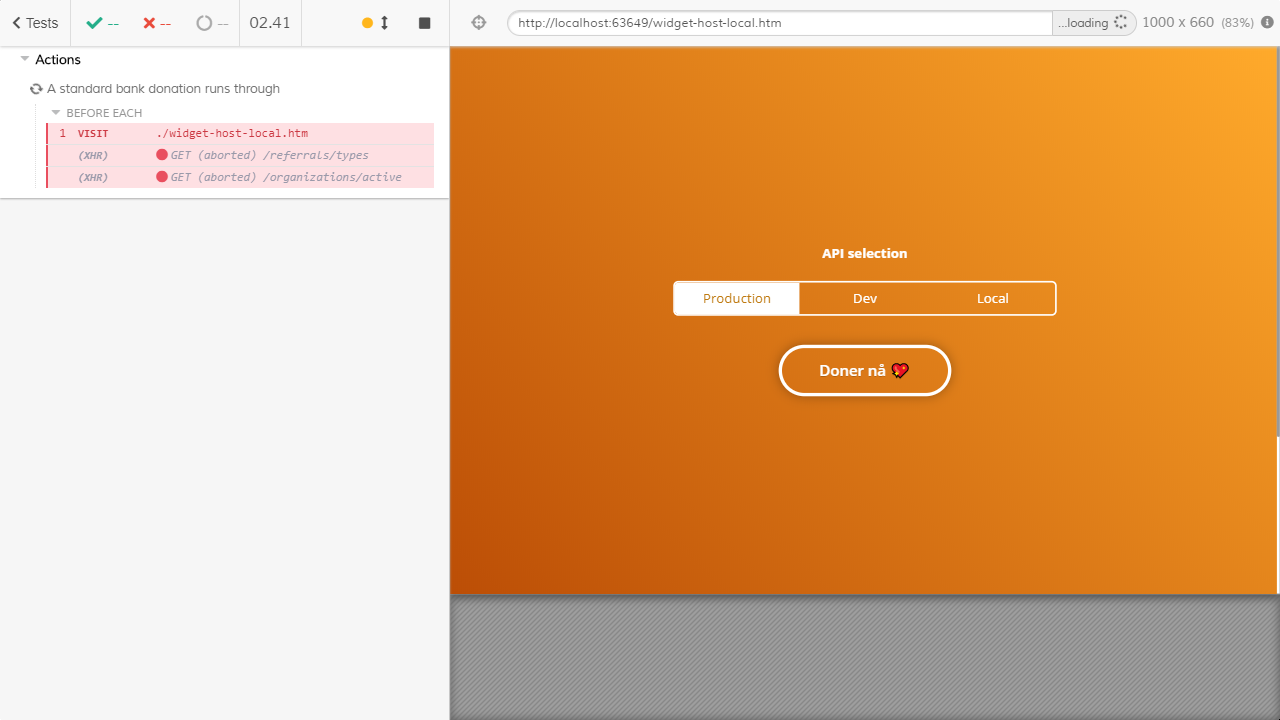 Tests -- -- -- 02.41
http://localhost:63649/widget-host-local.htm ...loading 1000 x 660 (83%)
Actions
A standard bank donation runs through
BEFORE EACH
1 VISIT ./widget-host-local.htm
(XHR) GET (aborted) /referrals/types
(XHR) GET (aborted) /organizations/active
API selection
Production Dev Local
Doner nå 💖